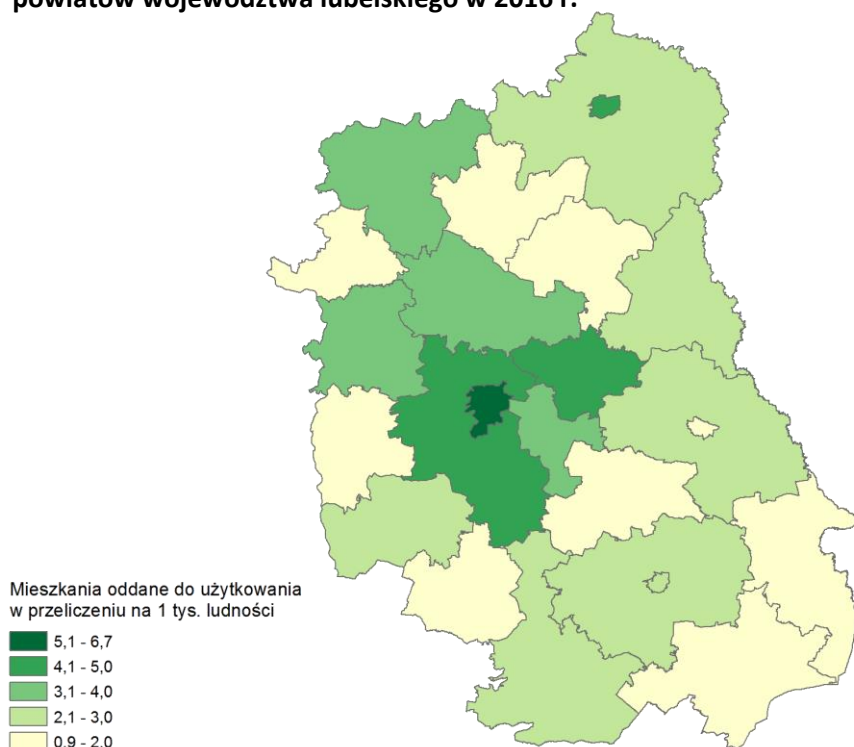 powiatów województwa lubelskiego w 2016 r.
Mieszkania oddane do użytkowania
w przeliczeniu na 1 tys. ludności
5,1 - 6,7
4,1 - 5,0
3,1 - 4,0
2,1 - 3,0
0,9 - 2,0